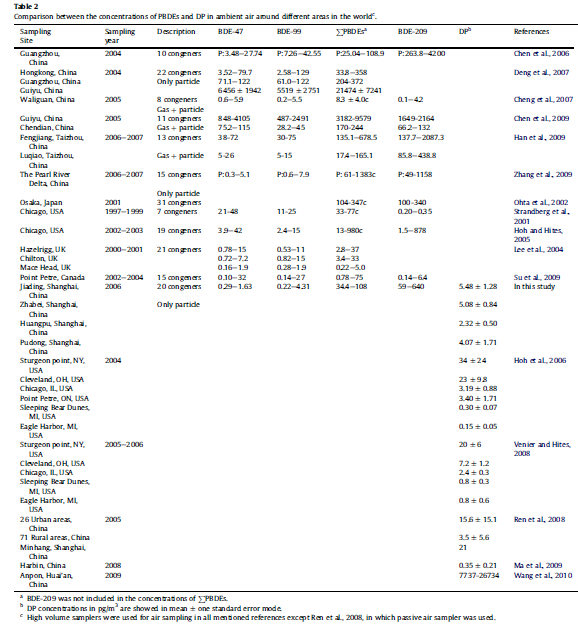 Table 2
Comparison between the concentrations of PBDEs and DP in ambient air around different areas in the worldᶜ.
Sampling Site Sampling year Description BDE-47 BDE-99 ∑PBDEsᵃ BDE-209 DPᵇ References
Guangzhou, China 2004 10 congeners P:3.48–27.74 P:7.26–42.55 P:25.04–108.9 P:263.8–4200 Chen et al., 2006
Hongkong, China 2004 22 congeners 3.52–79.7 2.58–129 33.8–358 Deng et al., 2007
Guangzhou, China Only particle 71.1–122 61.0–122 204–372
Guiyu, China 6456 ± 1942 5519 ± 2751 21474 ± 7241
Waliguan, China 2005 8 congeners 0.6–5.9 0.2–5.5 8.3 ± 4.0c 0.1–4.2 Cheng et al., 2007
Gas + particle
Guiyu, China 2005 11 congeners 848–4105 487–2491 3182–9579 1649–2164 Chen et al., 2009
Chendian, China Gas + particle 75.2–115 28.2–45 170–244 66.2–132
Fengjiang, Taizhou, China 2006–2007 13 congeners 38–72 30–75 135.1–678.5 137.7–2087.3 Han et al., 2009
Luqiao, Taizhou, China Gas + particle 5–26 5–15 17.4–165.1 85.8–438.8
The Pearl River Delta, China 2006–2007 15 congeners P:0.3–5.1 P:0.6–7.9 P: 61–1383c P:49–1158 Zhang et al., 2009
Only particle
Osaka, Japan 2001 31 congeners 104–347c 100–340 Ohta et al., 2002
Chicago, USA 1997–1999 7 congeners 21–48 11–25 33–77c 0.20–0.35 Strandberg et al., 2001
Chicago, USA 2002–2003 19 congeners 3.9–42 2.4–15 13–980c 1.5–878 Hoh and Hites, 2005
Hazelrigg, UK 2000–2001 21 congeners 0.78–15 0.53–11 2.8–37 Lee et al., 2004
Chilton, UK 0.72–7.2 0.82–15 3.4–33
Mace Head, UK 0.16–1.9 0.28–1.9 0.22–5.0
Point Petre, Canada 2002–2004 15 congeners 0.10–32 0.14–27 0.78–75 0.14–6.4 Su et al., 2009
Jiading, Shanghai, China 2006 20 congeners 0.29–1.63 0.22–4.31 34.4–108 59–640 5.48 ± 1.28 In this study
Zhabei, Shanghai, China Only particle 5.08 ± 0.84
Huangpu, Shanghai, China 2.32 ± 0.50
Pudong, Shanghai, China 4.07 ± 1.71
Sturgeon point, NY, USA 2004 34 ± 24 Hoh et al., 2006
Cleveland, OH, USA 23 ± 9.8
Chicago, IL, USA 3.19 ± 0.88
Point Petre, ON, USA 3.40 ± 1.71
Sleeping Bear Dunes, MI, USA 0.30 ± 0.07
Eagle Harbor, MI, USA 0.15 ± 0.05
Sturgeon point, NY, USA 2005–2006 20 ± 6 Venier and Hites, 2008
Cleveland, OH, USA 7.2 ± 1.2
Chicago, IL, USA 2.4 ± 0.3
Sleeping Bear Dunes, MI, USA 0.8 ± 0.3
Eagle Harbor, MI, USA 0.8 ± 0.6
26 Urban areas, China 2005 15.6 ± 15.1 Ren et al., 2008
71 Rural areas, China 3.5 ± 5.6
Minhang, Shanghai, China 21
Harbin, China 2008 0.35 ± 0.21 Ma et al., 2009
Anpon, Huai'an, China 2009 7737–26734 Wang et al., 2010
ᵃ BDE-209 was not included in the concentrations of ∑PBDEs.
ᵇ DP concentrations in pg/m³ are showed in mean ± one standard error mode.
ᶜ High volume samplers were used for air sampling in all mentioned references except Ren et al., 2008, in which passive air sampler was used.